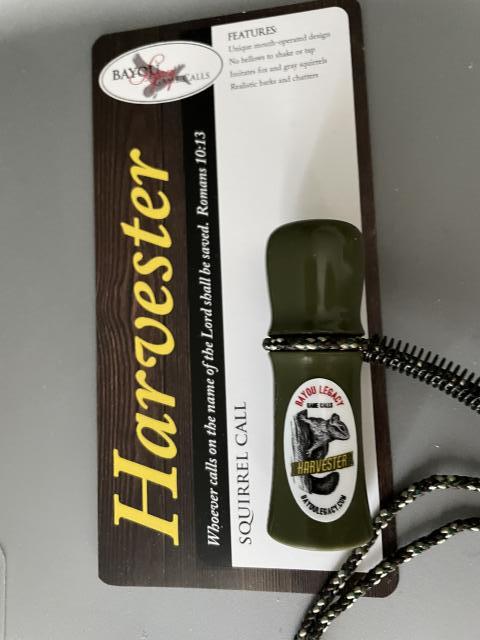 BAYOU
Legacy
GAME CALLS
FEATURES:
Unique mouth-operated design
No bellows to shake or tap
Imitates fox and gray squirrels
Realistic barks and chatters
Harvester
Whoever calls on the name of the Lord shall be saved. Romans 10:13
SQUIRREL CALL
BAYOU LEGACY
GAME CALLS
HARVESTER
BAYOULEGACY.COM